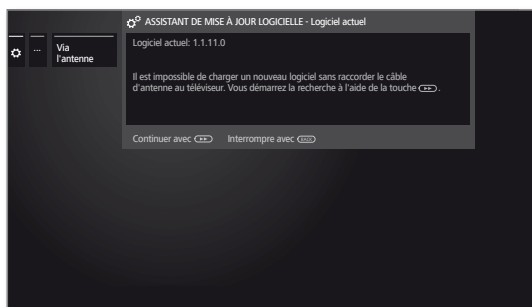 ASSISTANT DE MISE À JOUR LOGICIELLE - Logiciel actuel
...
Via
l'antenne
Logiciel actuel: 1.1.11.0
Il est impossible de charger un nouveau logiciel sans raccorder le câble
d'antenne au téléviseur. Vous démarrez la recherche à l'aide de la touche .
Continuer avec Interrompre avec BACK